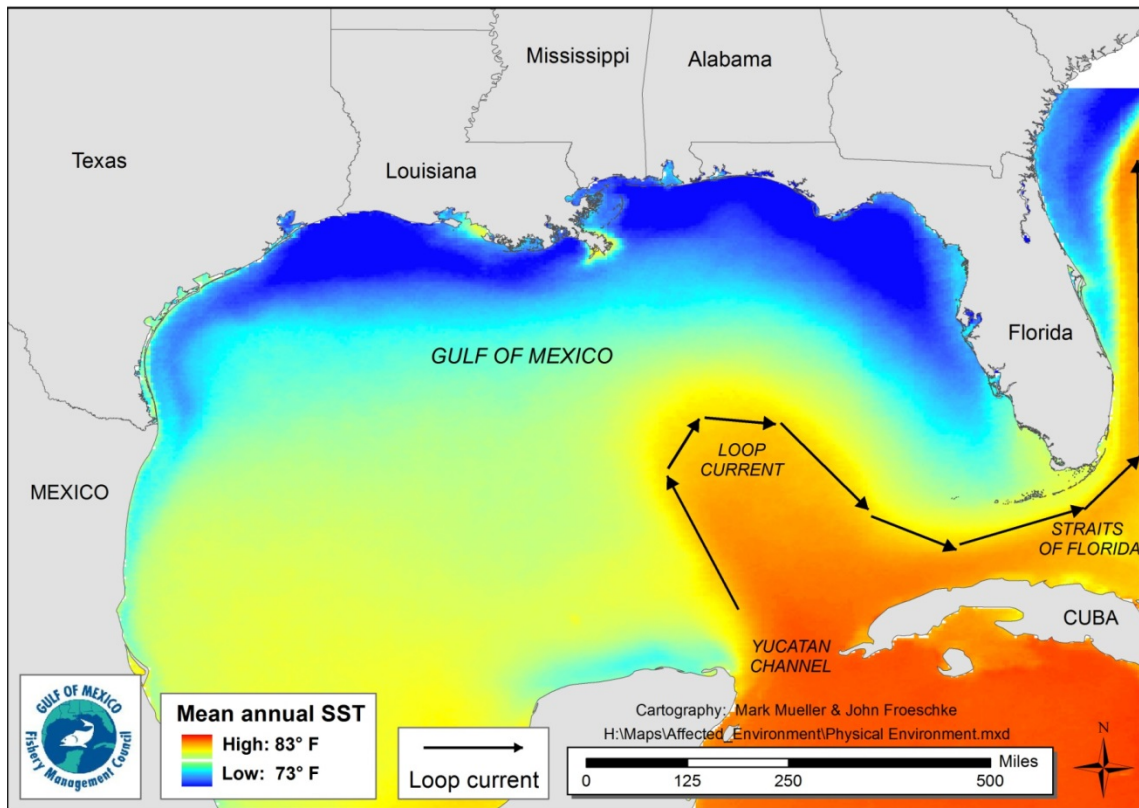 Mississippi
Alabama
Texas
Louisiana
GULF OF MEXICO
Florida
LOOP
CURRENT
MEXICO
STRAITS
OF FLORIDA
CUBA
YUCATAN
CHANNEL
GULF OF MEXICO
Fishery Management Council
Mean annual SST
High: 83° F
Low: 73° F
Loop current
Cartography: Mark Mueller & John Froeschke
H:\Maps\Affected_Environment\Physical Environment.mxd
Miles
0 125 250 500
N